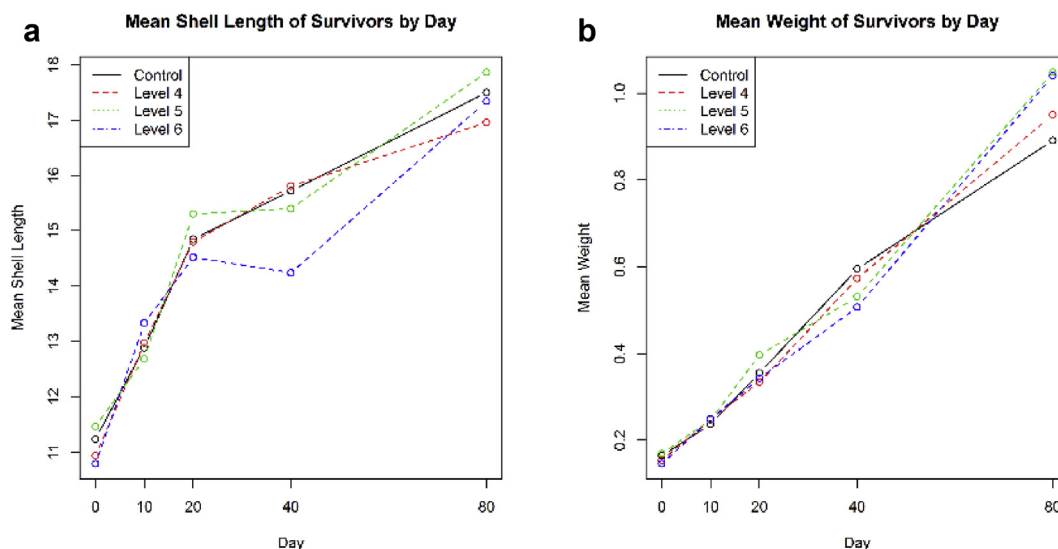 a
Mean Shell Length of Survivors by Day
Control
Level 4
Level 5
Level 6
Mean Shell Length
18
17
16
15
14
13
12
11
0 10 20 40 80
Day
b
Mean Weight of Survivors by Day
Control
Level 4
Level 5
Level 6
Mean Weight
1.0
0.8
0.6
0.4
0.2
0 10 20 40 80
Day